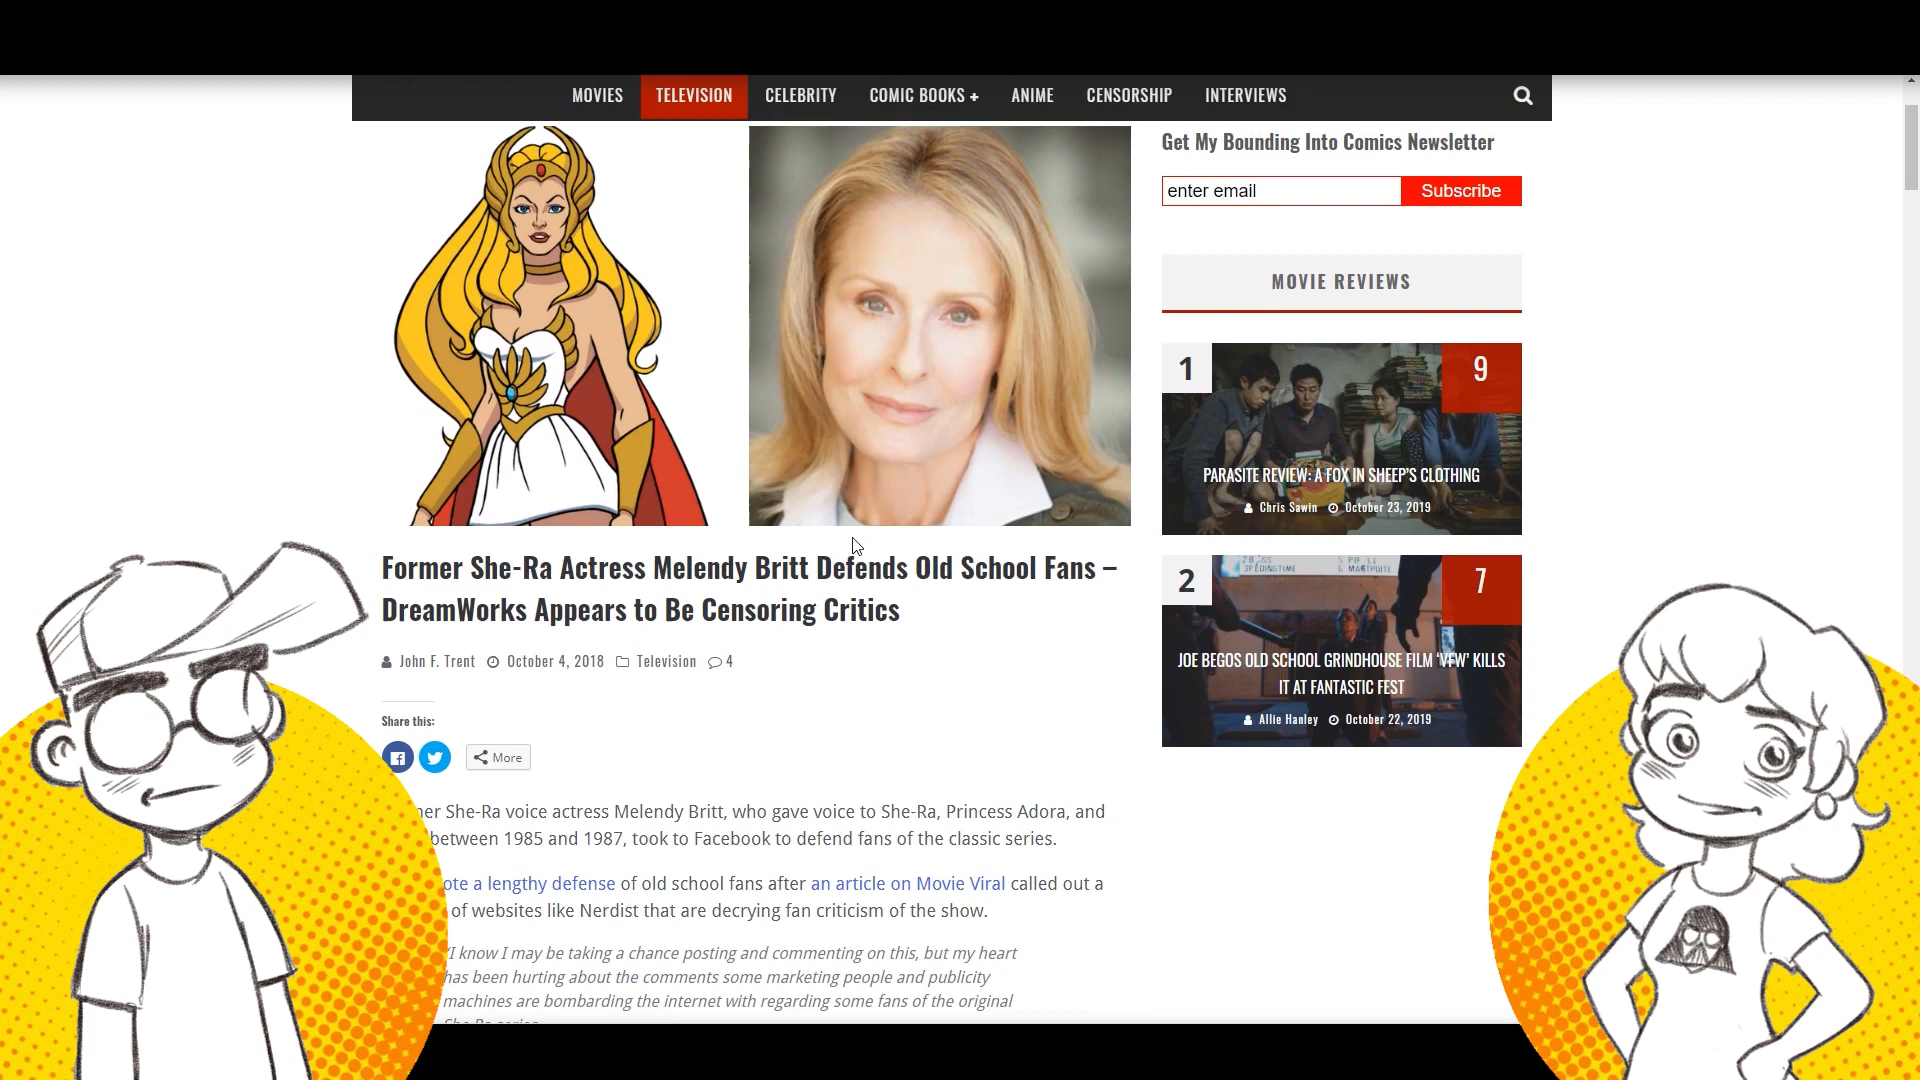 MOVIES TELEVISION CELEBRITY COMIC BOOKS + ANIME CENSORSHIP INTERVIEWS
Former She-Ra Actress Melendy Britt Defends Old School Fans –
DreamWorks Appears to Be Censoring Critics
John F. Trent October 4, 2018 Television 4
Share this:
More
her She-Ra voice actress Melendy Britt, who gave voice to She-Ra, Princess Adora, and
between 1985 and 1987, took to Facebook to defend fans of the classic series.
ote a lengthy defense of old school fans after an article on Movie Viral called out a
of websites like Nerdist that are decrying fan criticism of the show.
"I know I may be taking a chance posting and commenting on this, but my heart
has been hurting about the comments some marketing people and publicity
machines are bombarding the internet with regarding some fans of the original
Get My Bounding Into Comics Newsletter
enter email Subscribe
MOVIE REVIEWS
1 9
PARASITE REVIEW: A FOX IN SHEEP'S CLOTHING
Chris Sawin October 23, 2019
2 7
JOE BEGOS OLD SCHOOL GRINDHOUSE FILM 'VFW' KILLS
IT AT FANTASTIC FEST
Allie Hanley October 22, 2019